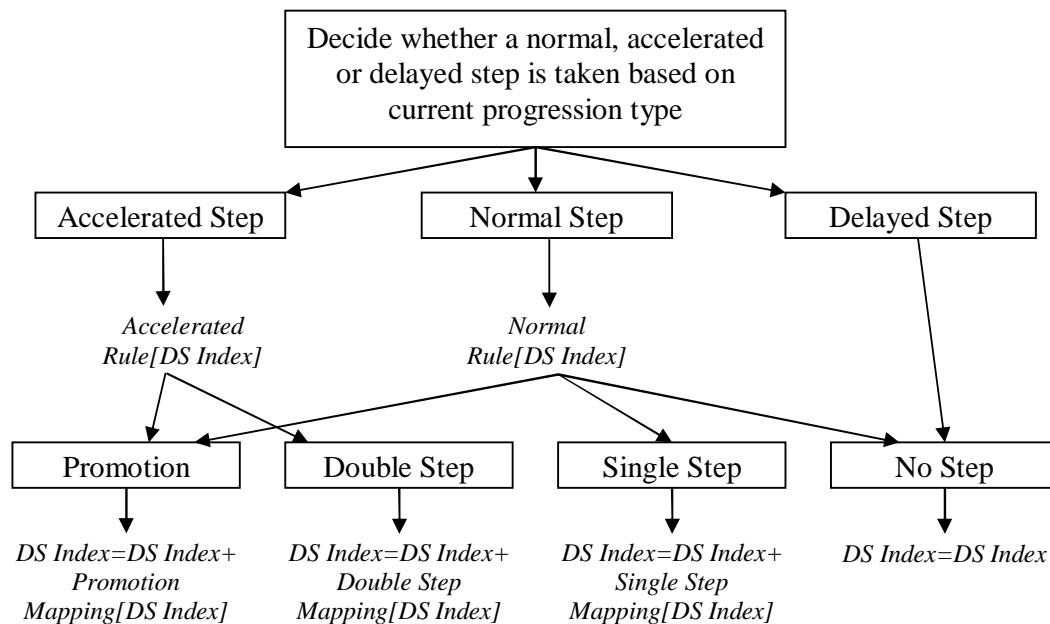 Decide whether a normal, accelerated
or delayed step is taken based on
current progression type
Accelerated Step
Normal Step
Delayed Step
Accelerated
Rule[DS Index]
Normal
Rule[DS Index]
Promotion
Double Step
Single Step
No Step
DS Index=DS Index+
Promotion
Mapping[DS Index]
DS Index=DS Index+
Double Step
Mapping[DS Index]
DS Index=DS Index+
Single Step
Mapping[DS Index]
DS Index=DS Index